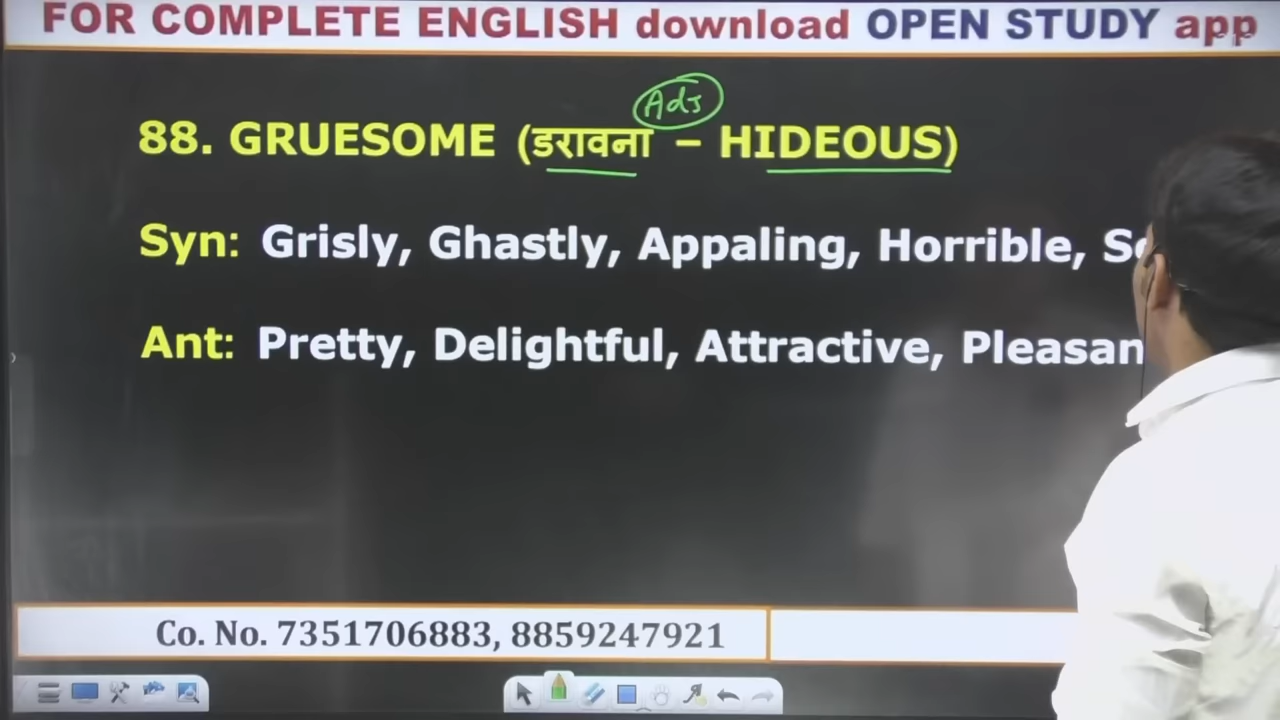 FOR COMPLETE ENGLISH download OPEN STUDY app
Adj
88. GRUESOME (डरावना – HIDEOUS)
Syn: Grisly, Ghastly, Appaling, Horrible,
Ant: Pretty, Delightful, Attractive,
Co. No. 7351706883, 8859247921